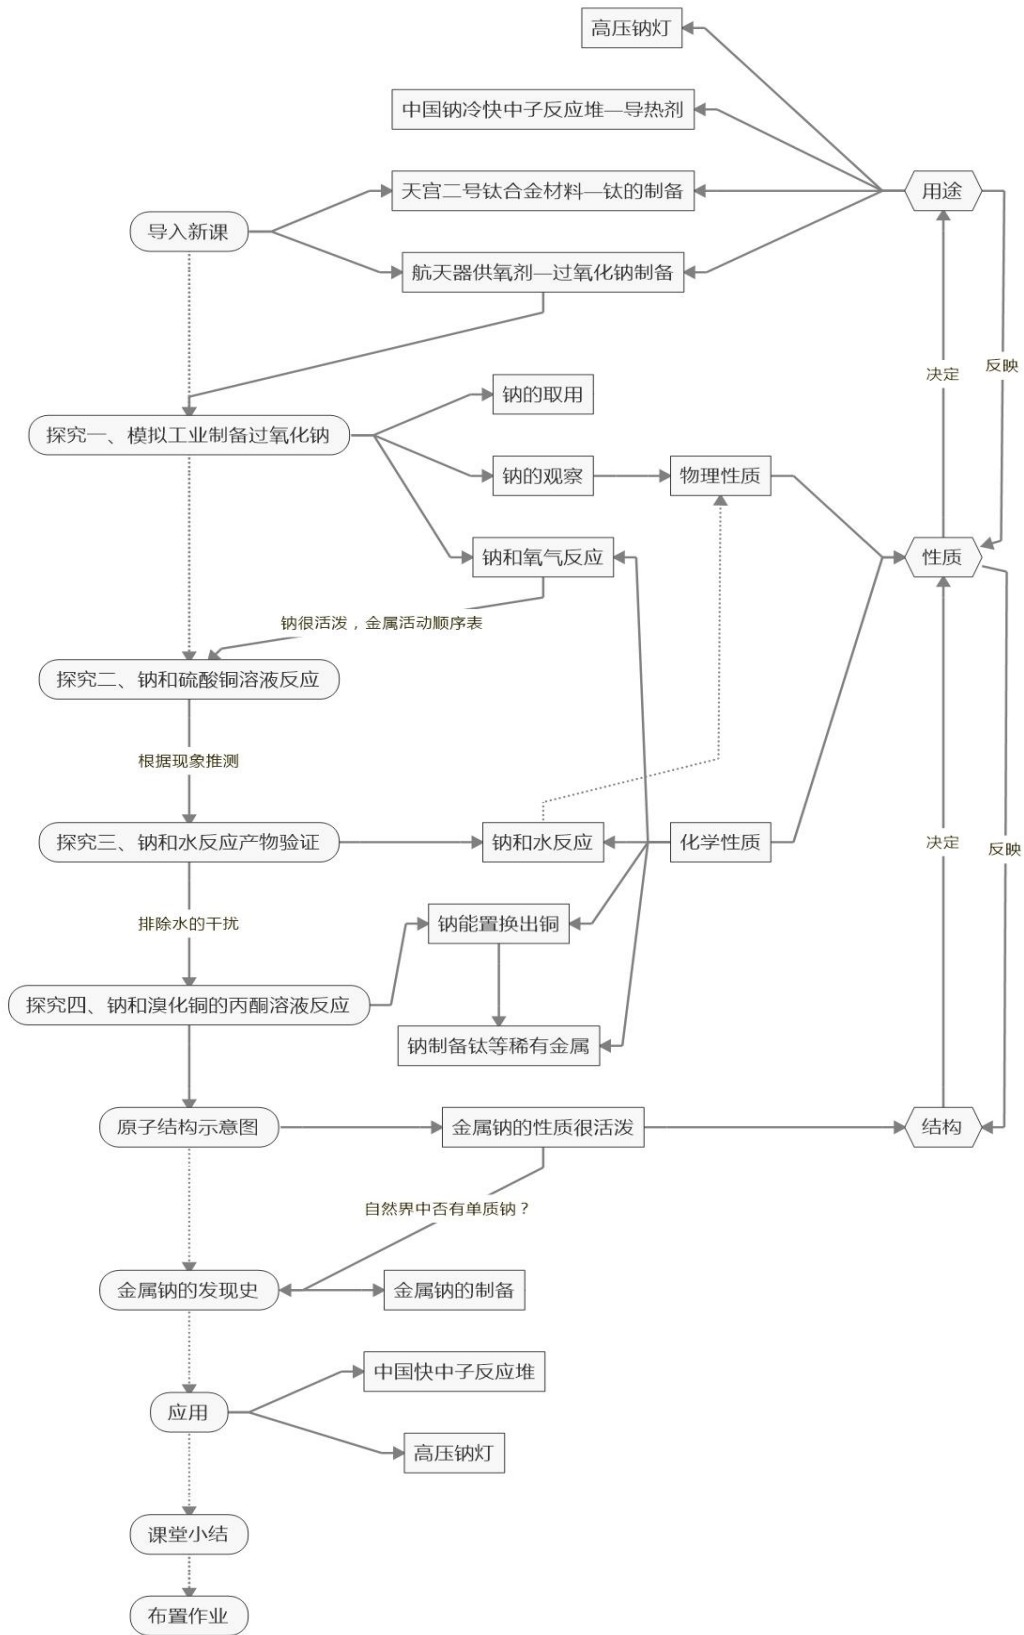 高压钠灯
中国钠冷快中子反应堆—导热剂
天宫二号钛合金材料—钛的制备
用途
导入新课
航天器供氧剂—过氧化钠制备
决定
反映
钠的取用
探究一、模拟工业制备过氧化钠
钠的观察
物理性质
钠和氧气反应
性质
钠很活泼，金属活动顺序表
探究二、钠和硫酸铜溶液反应
根据现象推测
探究三、钠和水反应产物验证
钠和水反应
化学性质
决定
反映
钠能置换出铜
排除水的干扰
探究四、钠和溴化铜的丙酮溶液反应
钠制备钛等稀有金属
原子结构示意图
金属钠的性质很活泼
结构
自然界中否有单质钠？
金属钠的发现史
金属钠的制备
中国快中子反应堆
应用
高压钠灯
课堂小结
布置作业